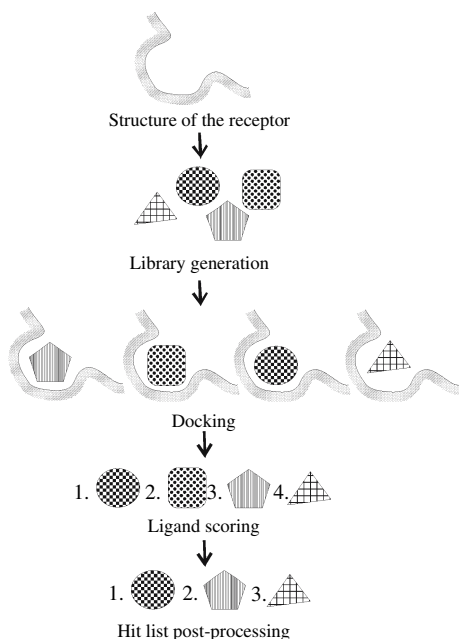 Structure of the receptor
Library generation
Docking
1. 2. 3. 4.
Ligand scoring
1. 2. 3.
Hit list post-processing